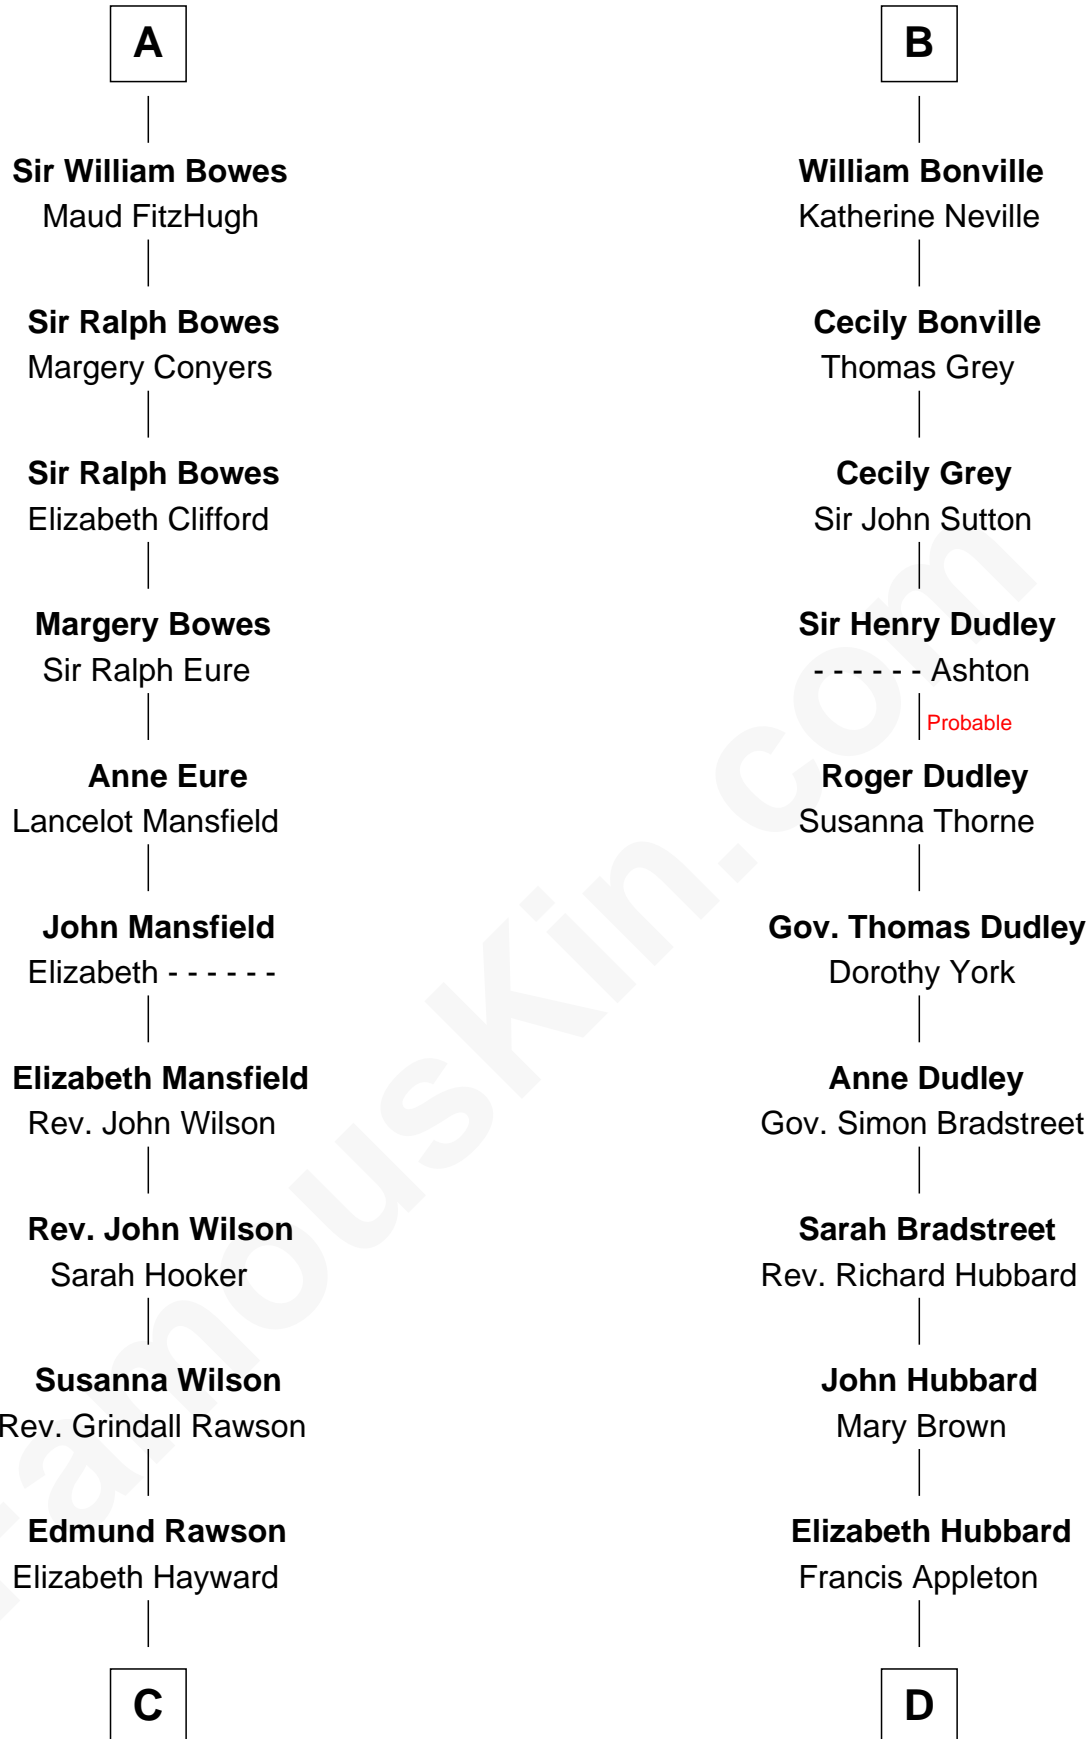 A
Sir William Bowes
Maud FitzHugh
Sir Ralph Bowes
Margery Conyers
Sir Ralph Bowes
Elizabeth Clifford
Margery Bowes
Sir Ralph Eure
Anne Eure
Lancelot Mansfield
John Mansfield
Elizabeth - - - - - -
Elizabeth Mansfield
Rev. John Wilson
Rev. John Wilson
Sarah Hooker
Susanna Wilson
Rev. Grindall Rawson
Edmund Rawson
Elizabeth Hayward
C
B
William Bonville
Katherine Neville
Cecily Bonville
Thomas Grey
Cecily Grey
Sir John Sutton
Sir Henry Dudley
- - - - - - Ashton
Probable
Roger Dudley
Susanna Thorne
Gov. Thomas Dudley
Dorothy York
Anne Dudley
Gov. Simon Bradstreet
Sarah Bradstreet
Rev. Richard Hubbard
John Hubbard
Mary Brown
Elizabeth Hubbard
Francis Appleton
D
FamousKin.com